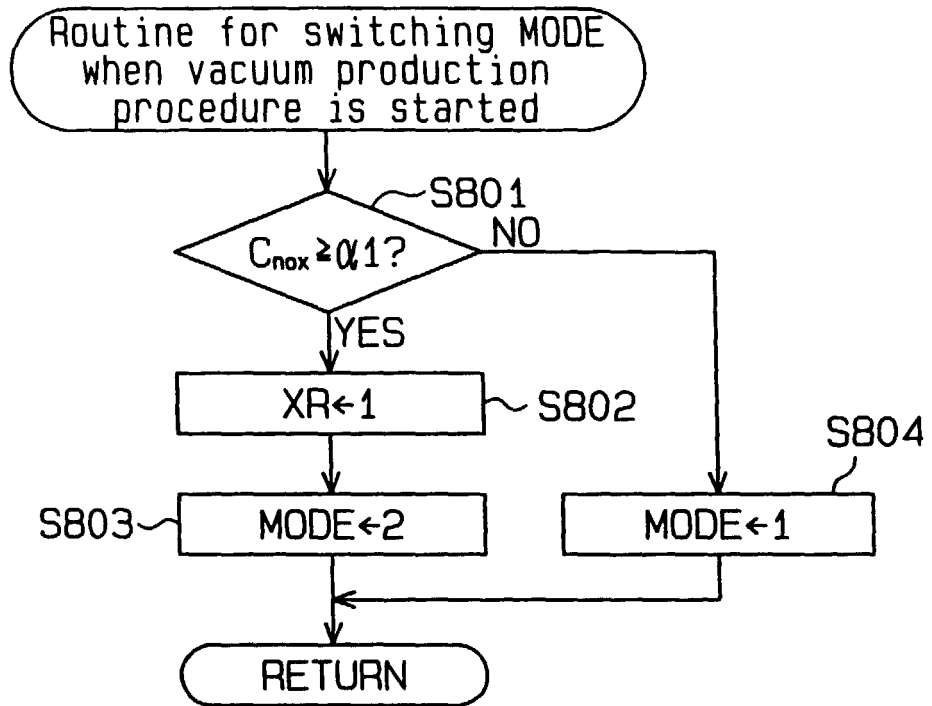 Routine for switching MODE
when vacuum production
procedure is started
S801
Cnox≧α1?
NO
YES
XR←1
S802
S804
S803
MODE←2
MODE←1
RETURN